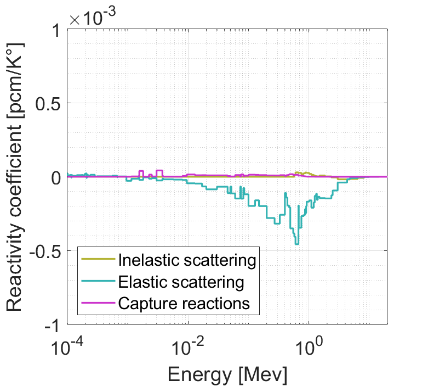 ×10⁻³
1
0.5
0
-0.5
-1
Reactivity coefficient [pcm/K°]
Inelastic scattering
Elastic scattering
Capture reactions
10⁻⁴ 10⁻² 10⁰
Energy [Mev]